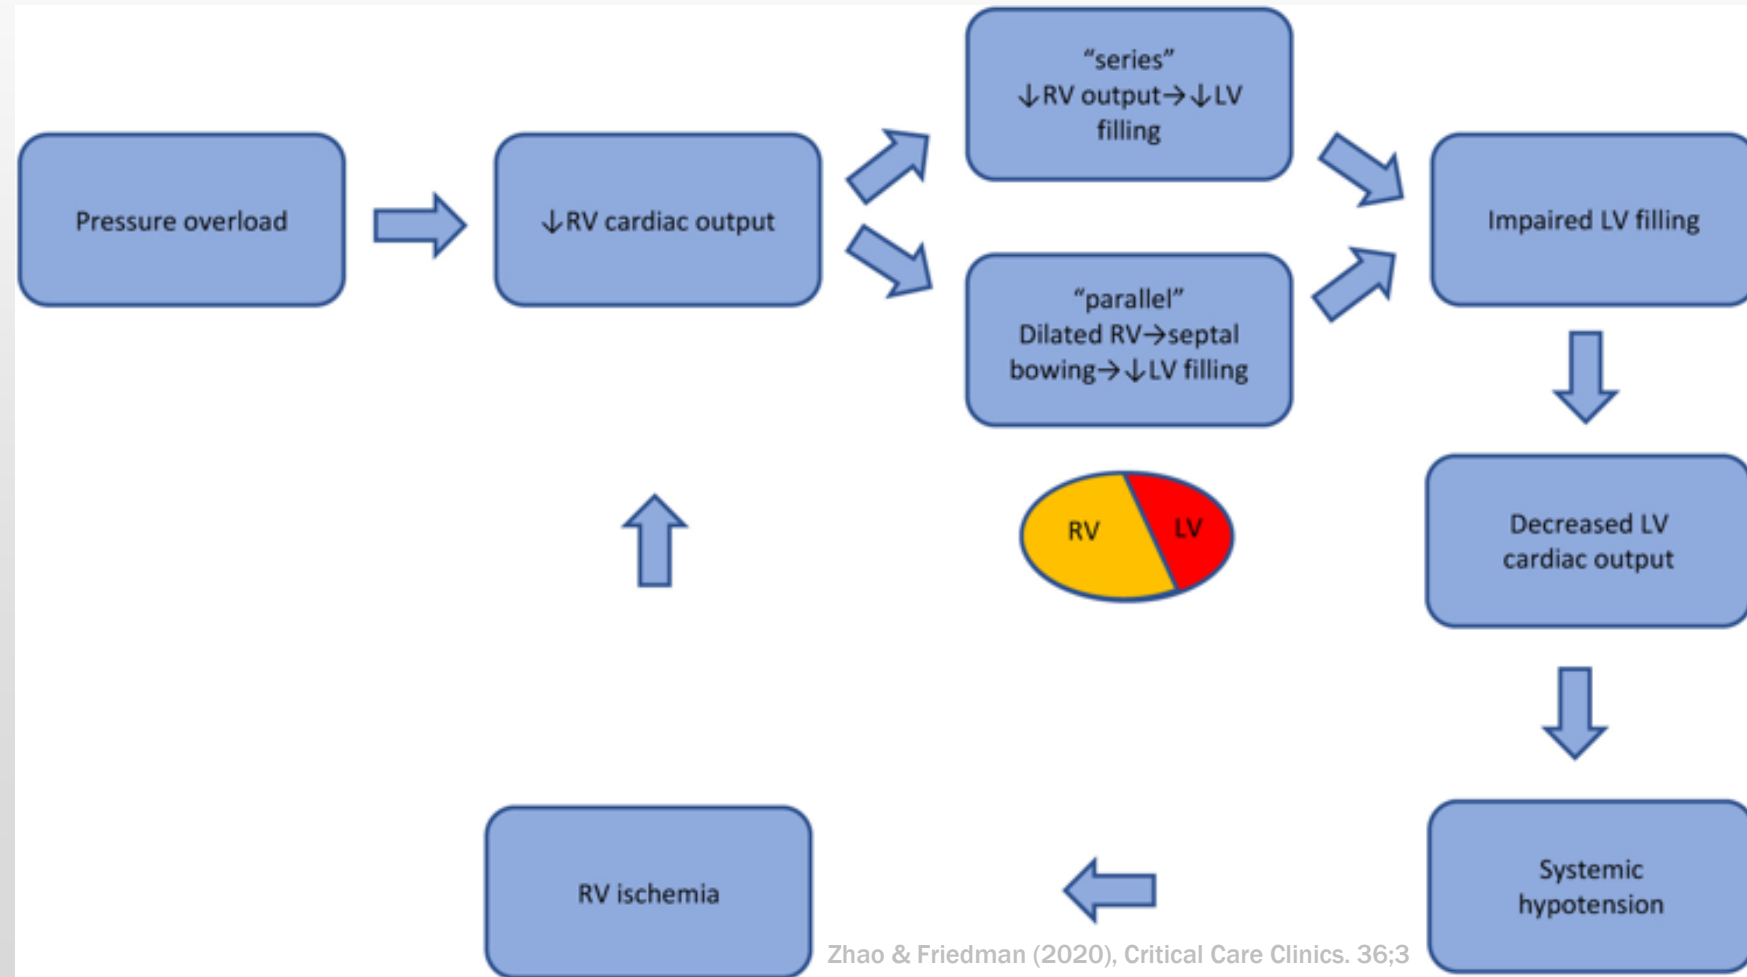 Pressure overload
↓RV cardiac output
“series”
↓RV output→↓LV
filling
“parallel”
Dilated RV→septal
bowing→↓LV filling
Impaired LV filling
RV
LV
Decreased LV
cardiac output
Systemic
hypotension
RV ischemia
Zhao & Friedman (2020), Critical Care Clinics. 36;3